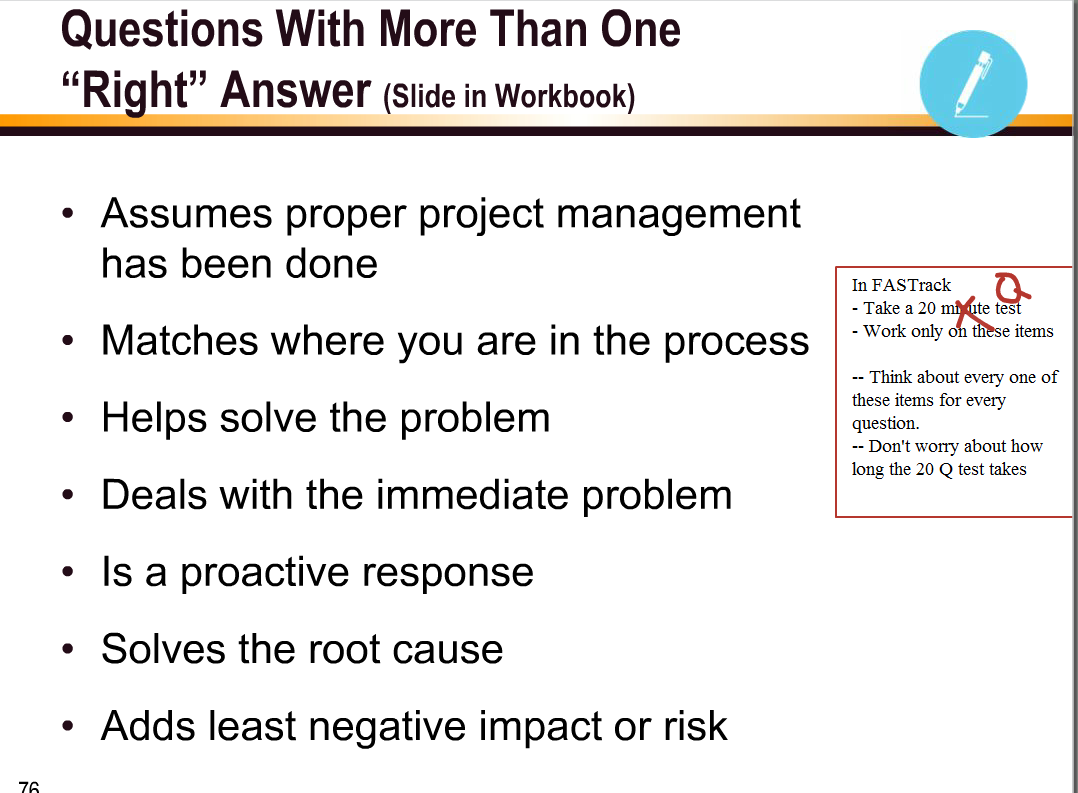 Questions With More Than One
“Right” Answer (Slide in Workbook)
• Assumes proper project management
has been done
• Matches where you are in the process
• Helps solve the problem
• Deals with the immediate problem
• Is a proactive response
• Solves the root cause
• Adds least negative impact or risk
In FASTrack
Q
- Take a 20 minute test
- Work only on these items
-- Think about every one of
these items for every
question.
-- Don't worry about how
long the 20 Q test takes
76